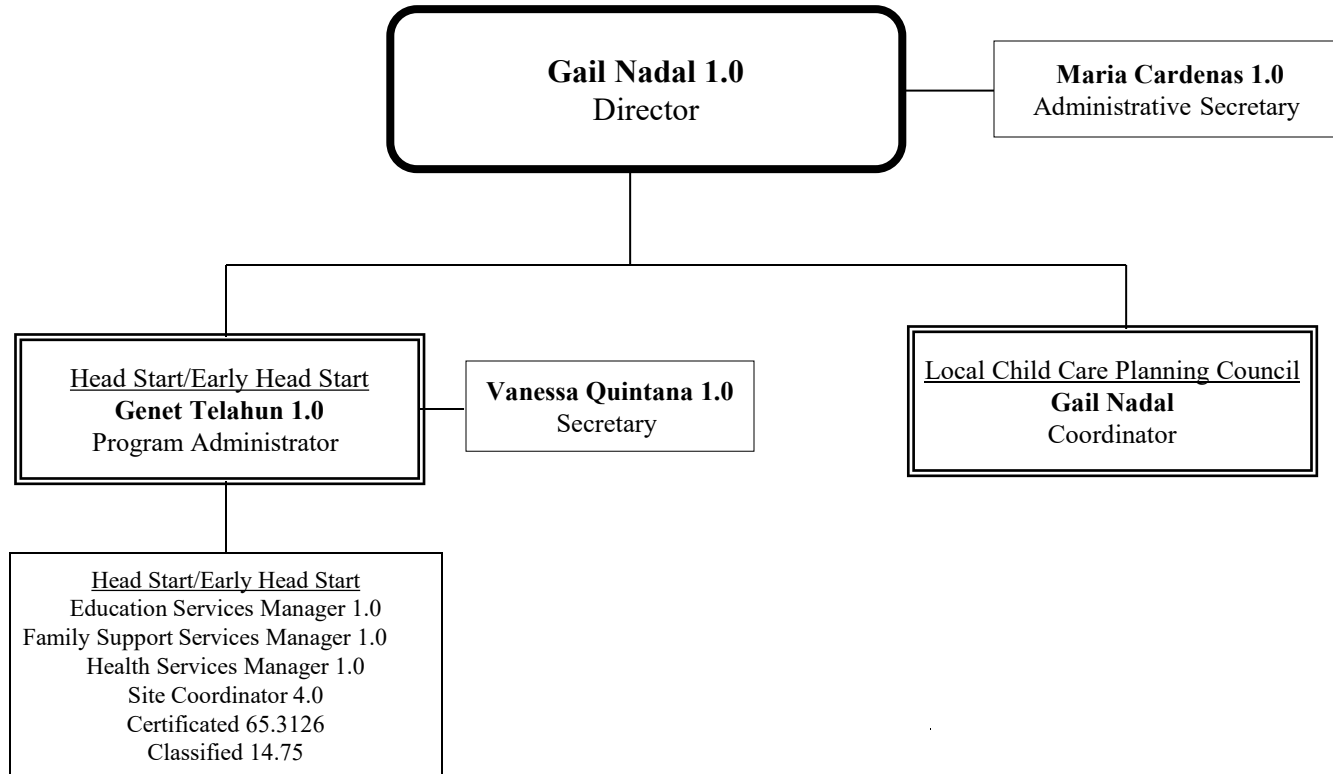 Gail Nadal 1.0
Director
Maria Cardenas 1.0
Administrative Secretary
Head Start/Early Head Start
Genet Telahun 1.0
Program Administrator
Vanessa Quintana 1.0
Secretary
Local Child Care Planning Council
Gail Nadal
Coordinator
Head Start/Early Head Start
Education Services Manager 1.0
Family Support Services Manager 1.0
Health Services Manager 1.0
Site Coordinator 4.0
Certificated 65.3126
Classified 14.75